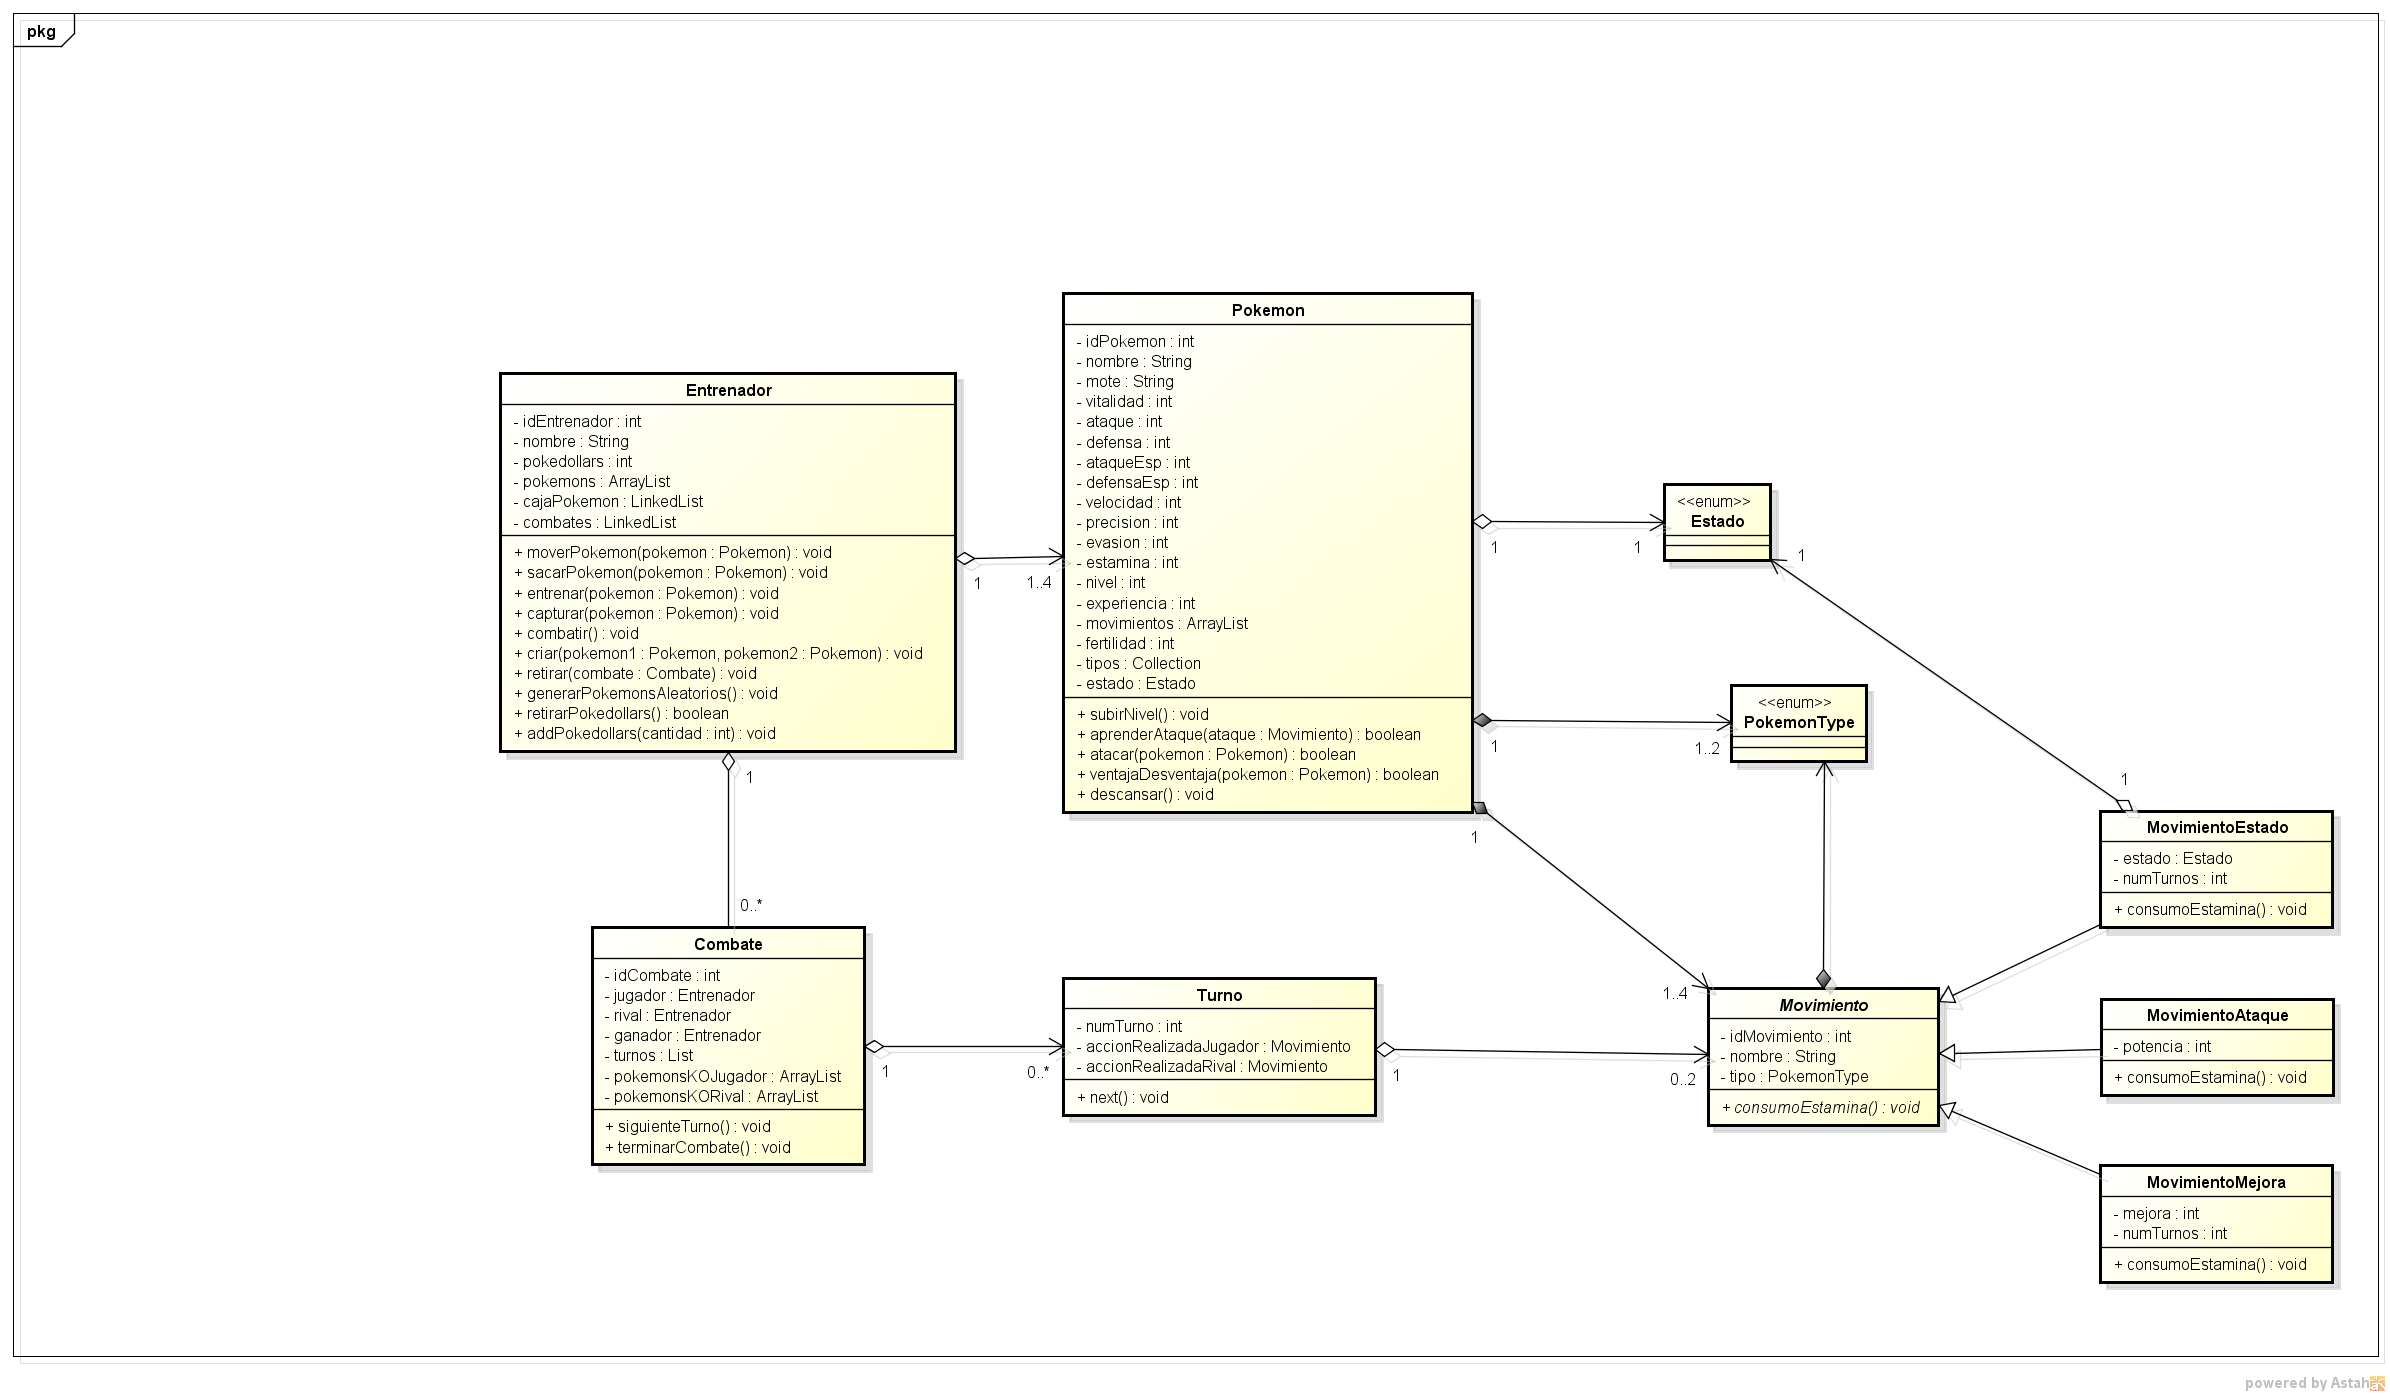 pkg
Pokemon
- idPokemon : int
- nombre : String
- mote : String
- vitalidad : int
- ataque : int
- defensa : int
- ataqueEsp : int
- defensaEsp : int
- velocidad : int
- precision : int
- evasion : int
- estamina : int
- nivel : int
- experiencia : int
- movimientos : ArrayList
- fertilidad : int
- tipos : Collection
- estado : Estado
+ subirNivel() : void
+ aprenderAtaque(ataque : Movimiento) : boolean
+ atacar(pokemon : Pokemon) : boolean
+ ventajaDesventaja(pokemon : Pokemon) : boolean
+ descansar() : void
Entrenador
- idEntrenador : int
- nombre : String
- pokedollars : int
- pokemons : ArrayList
- cajaPokemon : LinkedList
- combates : LinkedList
+ moverPokemon(pokemon : Pokemon) : void
+ sacarPokemon(pokemon : Pokemon) : void
+ entrenar(pokemon : Pokemon) : void
+ capturar(pokemon : Pokemon) : void
+ combatir() : void
+ criar(pokemon1 : Pokemon, pokemon2 : Pokemon) : void
+ retirar(combate : Combate) : void
+ generarPokemonsAleatorios() : void
+ retirarPokedollars() : boolean
+ addPokedollars(cantidad : int) : void
1
1..4
1
0..*
<<enum>>
Estado
1
1
1
1
<<enum>>
PokemonType
1
1..2
1
1..4
MovimientoEstado
- estado : Estado
- numTurnos : int
+ consumoEstamina() : void
Combate
- idCombate : int
- jugador : Entrenador
- rival : Entrenador
- ganador : Entrenador
- turnos : List
- pokemonsKOJugador : ArrayList
- pokemonsKORival : ArrayList
+ siguienteTurno() : void
+ terminarCombate() : void
1
0..*
Turno
- numTurno : int
- accionRealizadaJugador : Movimiento
- accionRealizadaRival : Movimiento
+ next() : void
1
0..2
Movimiento
- idMovimiento : int
- nombre : String
- tipo : PokemonType
+ consumoEstamina() : void
MovimientoAtaque
- potencia : int
+ consumoEstamina() : void
MovimientoMejora
- mejora : int
- numTurnos : int
+ consumoEstamina() : void
powered by Astah